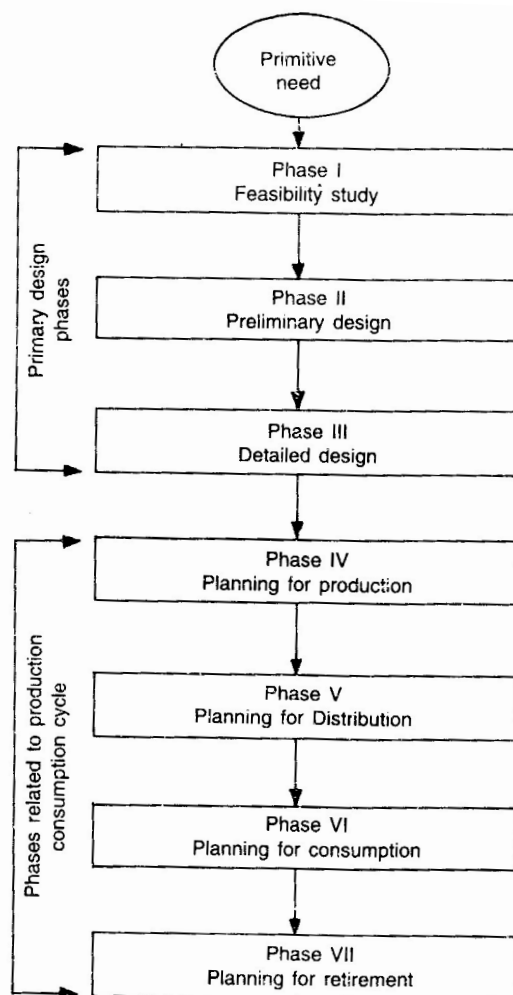 Primitive
need
Phase I
Feasibility study
Phase II
Preliminary design
Phase III
Detailed design
Primary design
phases
Phase IV
Planning for production
Phase V
Planning for Distribution
Phase VI
Planning for consumption
Phase VII
Planning for retirement
Phases related to production
consumption cycle